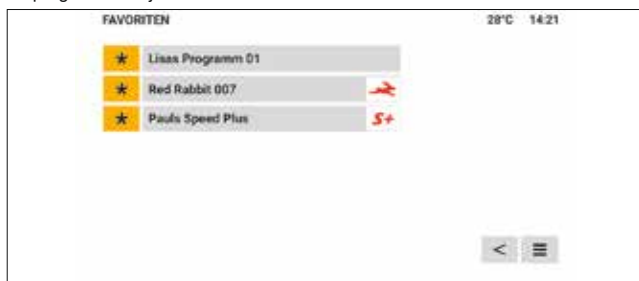 FAVORITEN 28°C 14:21
Lisas Programm 01
Red Rabbit 007
Pauls Speed Plus S+